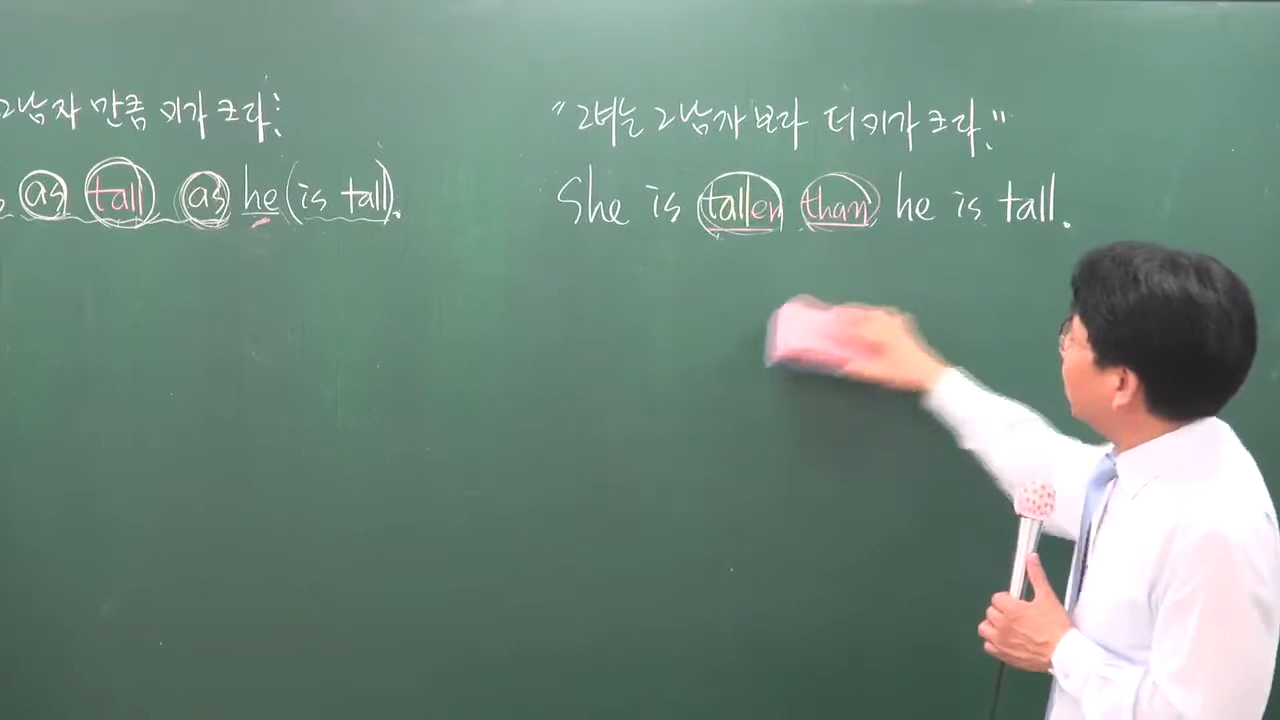 그남자 만큼 키가 크다."
as tall as he (is tall).
"그녀는 그남자 보다 더 키가 크다."
She is taller than he is tall.